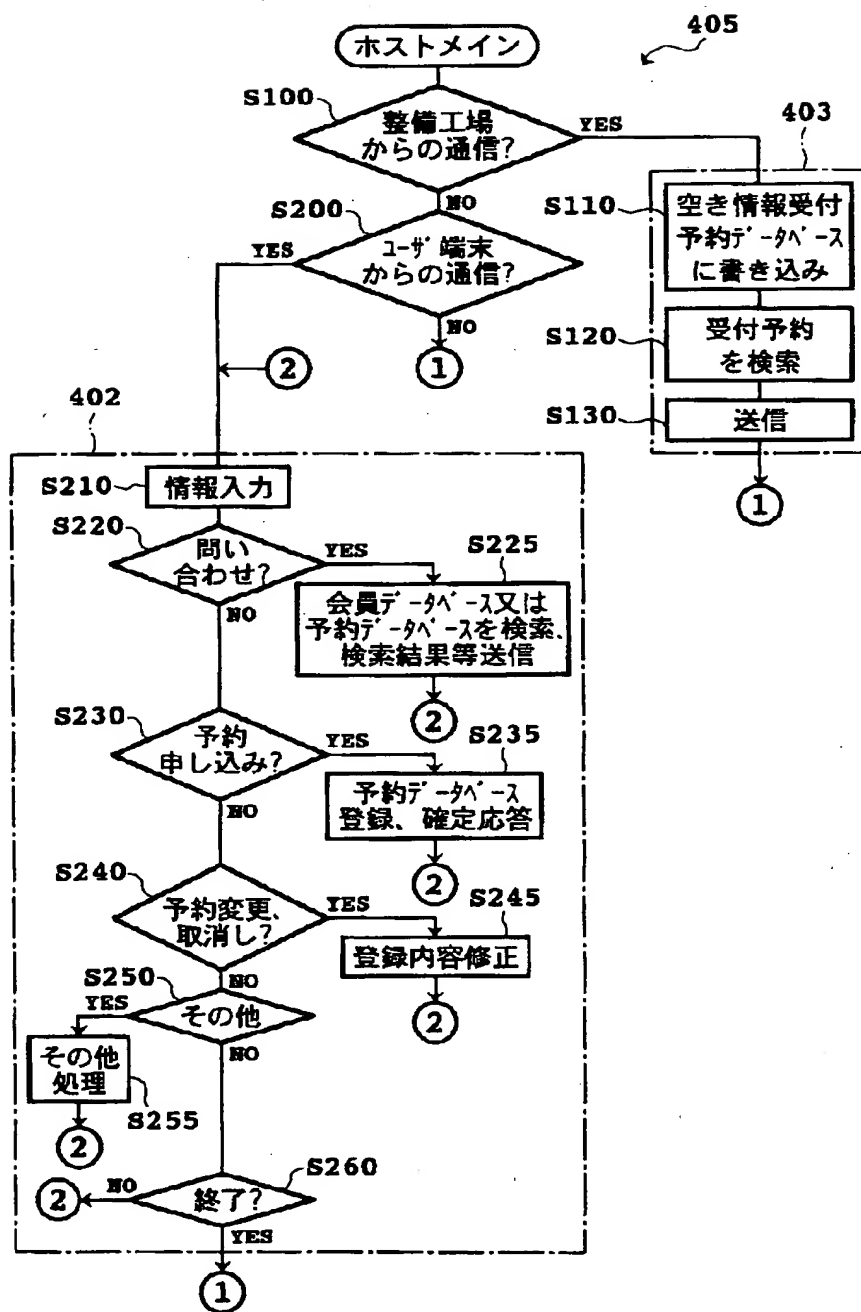 ホストメイン
405
S100
整備工場
からの通信?
YES
403
NO
S110
空き情報受付
予約データベース
に書き込み
S200
YES
ユーザ端末
からの通信?
NO
S120
受付予約
を検索
②
①
S130
送信
①
402
S210
情報入力
S220
問い
合わせ?
YES
S225
会員データベース又は
予約データベースを検索、
検索結果等送信
NO
②
S230
予約
申し込み?
YES
S235
予約データベース
登録、確定応答
NO
②
S240
予約変更、
取消し?
YES
S245
登録内容修正
NO
②
S250
YES
その他
NO
その他
処理
S255
②
S260
終了?
NO
②
YES
①